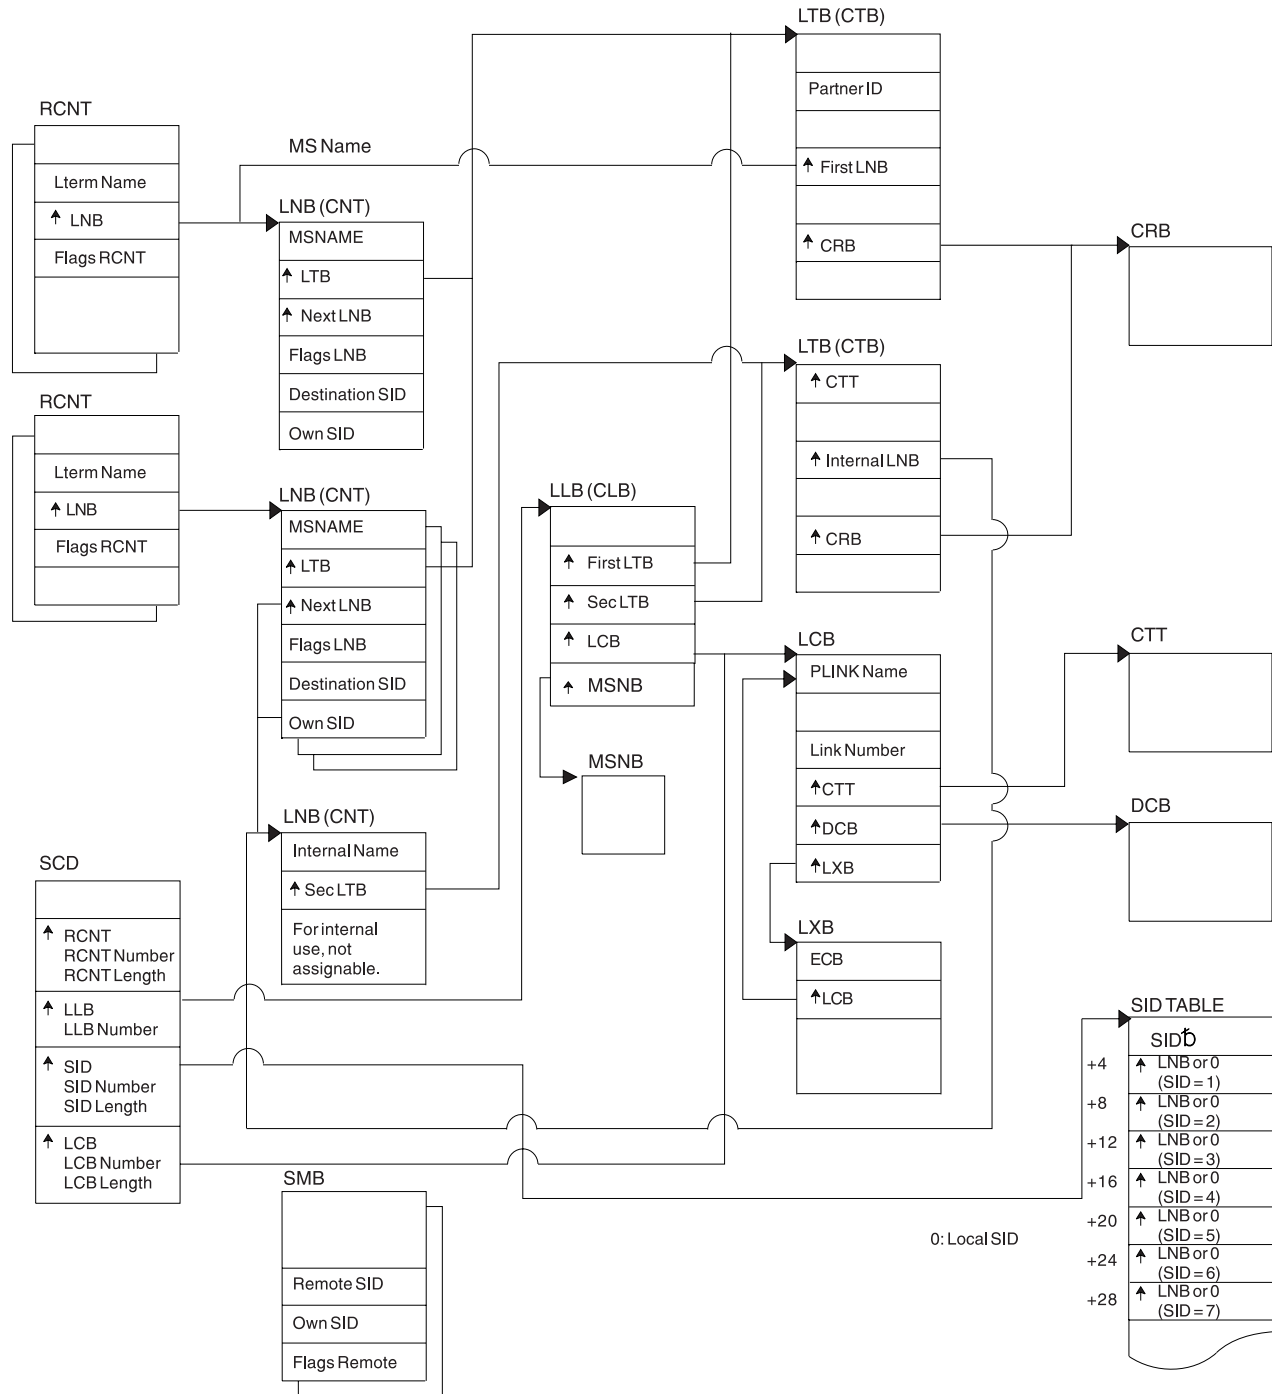 RCNT
Lterm Name
↑ LNB
Flags RCNT
RCNT
Lterm Name
↑ LNB
Flags RCNT
SCD
↑ RCNT
RCNT Number
RCNT Length
↑ LLB
LLB Number
↑ SID
SID Number
SID Length
↑ LCB
LCB Number
LCB Length
MS Name
LNB (CNT)
MSNAME
↑ LTB
↑ Next LNB
Flags LNB
Destination SID
Own SID
LNB (CNT)
MSNAME
↑ LTB
↑ Next LNB
Flags LNB
Destination SID
Own SID
LNB (CNT)
Internal Name
↑ Sec LTB
For internal
use, not
assignable.
SMB
Remote SID
Own SID
Flags Remote
LLB (CLB)
↑ First LTB
↑ Sec LTB
↑ LCB
↑ MSNB
MSNB
LTB (CTB)
Partner ID
↑ First LNB
↑ CRB
LTB (CTB)
↑ CTT
↑ Internal LNB
↑ CRB
LCB
PLINK Name
Link Number
↑ CTT
↑ DCB
↑ LXB
LXB
ECB
↑ LCB
0: Local SID
CRB
CTT
DCB
SID TABLE
SID
+4 ↑ LNB or 0
(SID = 1)
+8 ↑ LNB or 0
(SID = 2)
+12 ↑ LNB or 0
(SID = 3)
+16 ↑ LNB or 0
(SID = 4)
+20 ↑ LNB or 0
(SID = 5)
+24 ↑ LNB or 0
(SID = 6)
+28 ↑ LNB or 0
(SID = 7)